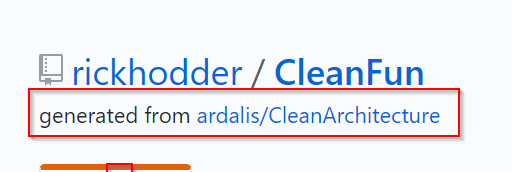 rickhodder / CleanFun
generated from ardalis/CleanArchitecture